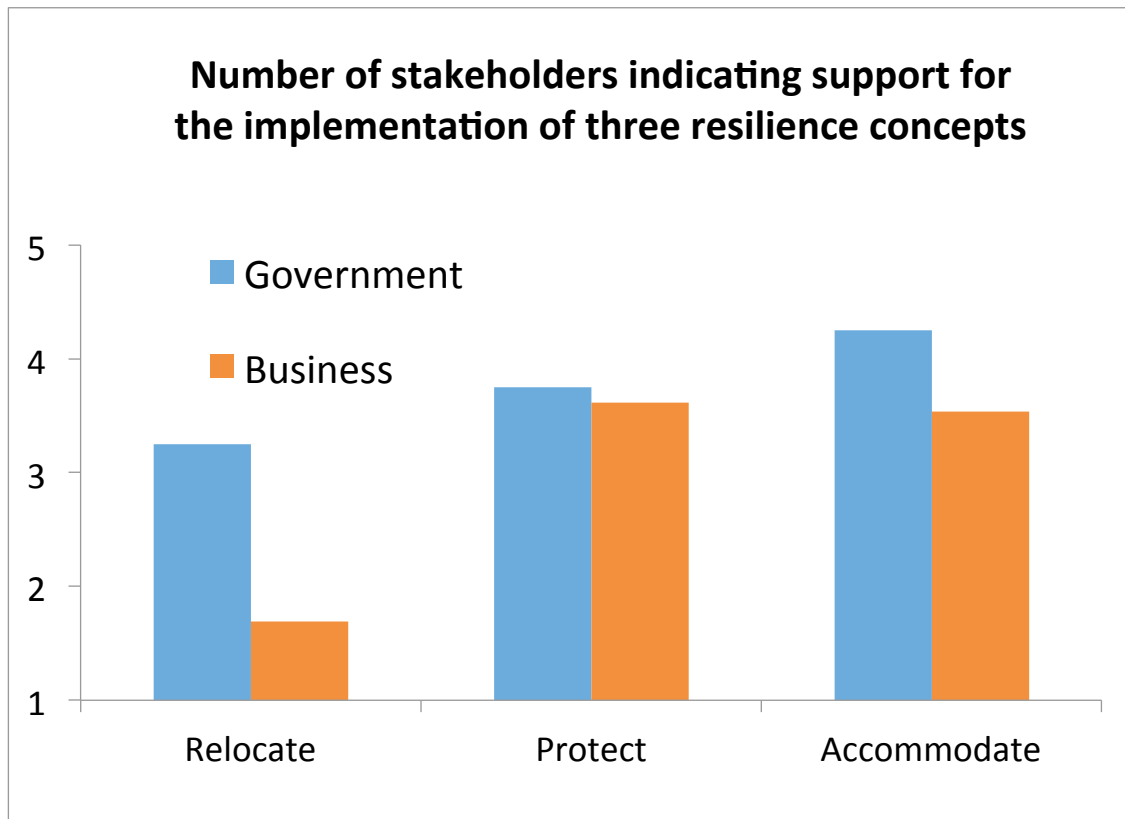 Number of stakeholders indicating support for
the implementation of three resilience concepts
5
Government
4
Business
3
2
1
Relocate Protect Accommodate